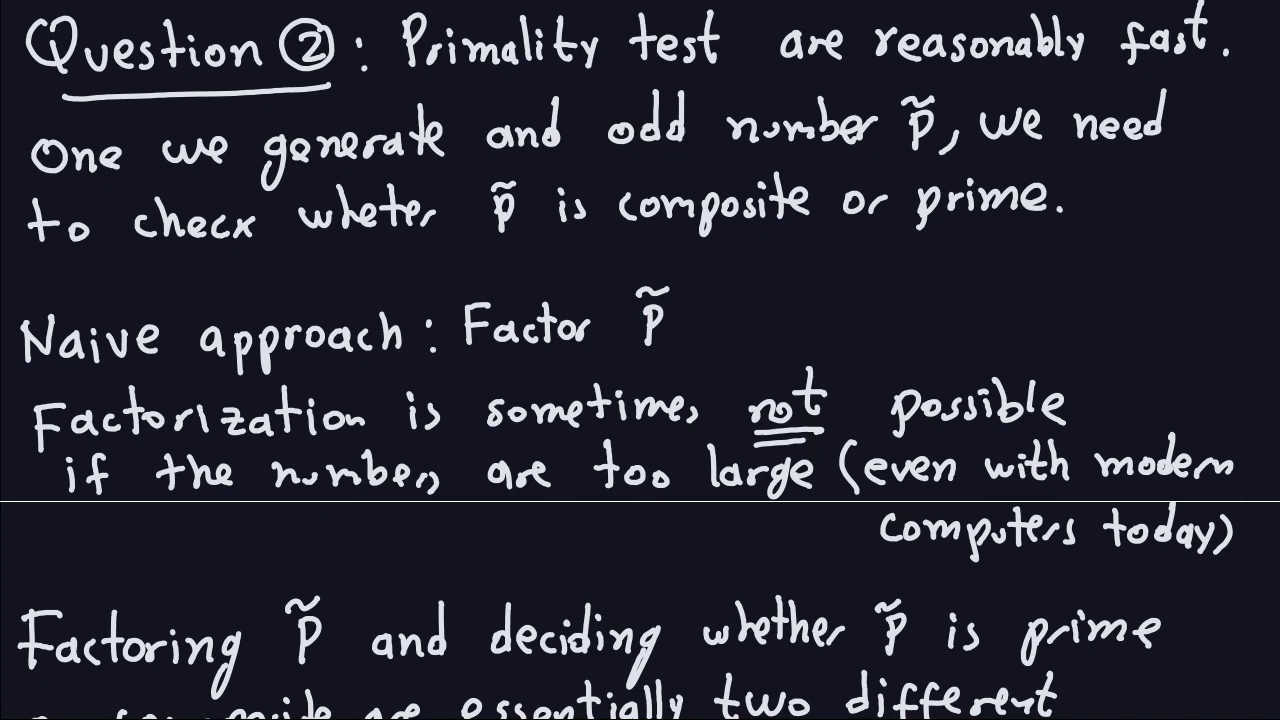 Question ②: Primality test are reasonably fast.
One we generate and odd number p̃, we need
to check wheter p̃ is composite or prime.
Naive approach: Factor p̃
Factorization is sometimes not possible
if the numbers are too large (even with modern
computers today)
Factoring p̃ and deciding whether p̃ is prime
are essentially two different